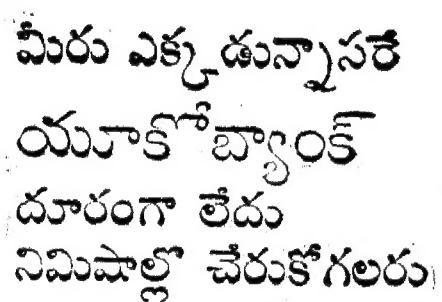 మీరు ఎక్కడున్నాసరే
యూకోబ్యాంక్
దూరంగా లేదు
నిమిషాల్లో చేరుకోగలరు